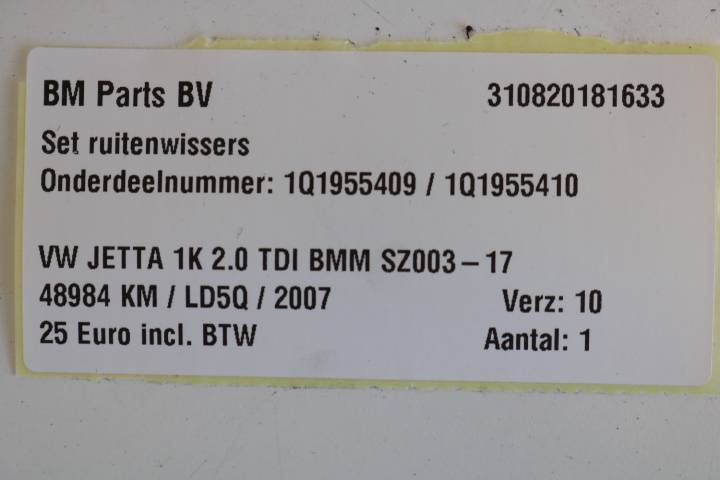 BM Parts BV 310820181633
Set ruitenwissers
Onderdeelnummer: 1Q1955409 / 1Q1955410
VW JETTA 1K 2.0 TDI BMM SZ003-17
48984 KM / LD5Q / 2007 Verz: 10
25 Euro incl. BTW Aantal: 1